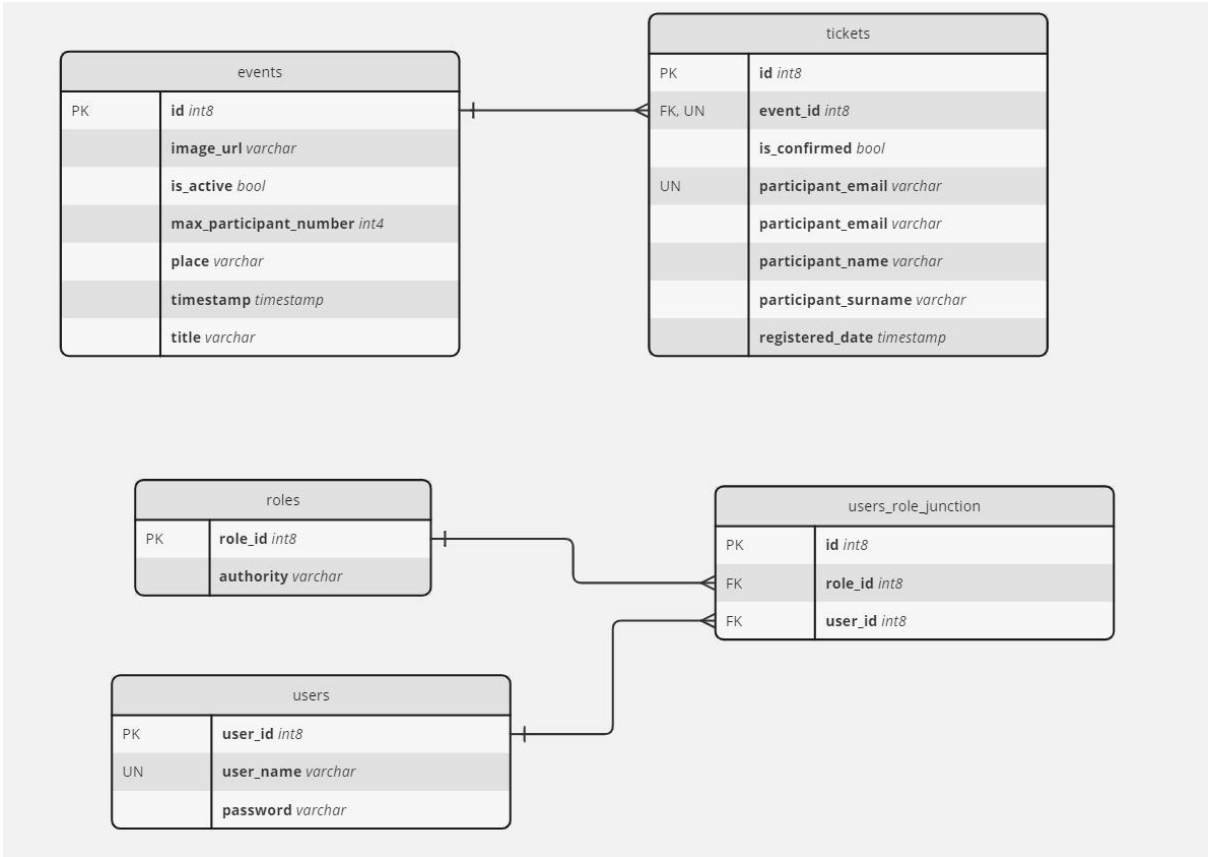 events
PK id int8
image_url varchar
is_active bool
max_participant_number int4
place varchar
timestamp timestamp
title varchar
tickets
PK id int8
FK, UN event_id int8
is_confirmed bool
UN participant_email varchar
participant_email varchar
participant_name varchar
participant_surname varchar
registered_date timestamp
roles
PK role_id int8
authority varchar
users_role_junction
PK id int8
FK role_id int8
FK user_id int8
users
PK user_id int8
UN user_name varchar
password varchar